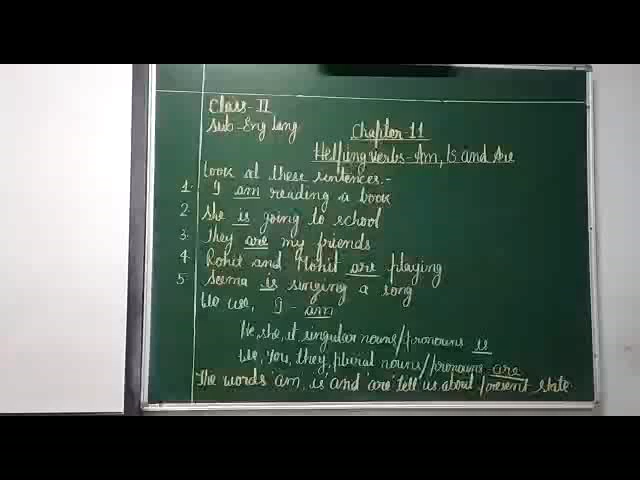 Class-II
Sub-Eng lang
Chapter-11
Helping verbs-Am, Is and Are
Look at these sentences.-
1. I am reading a book
2. She is going to school
3. They are my friends
4. Rohit and Mohit are playing
5. Seema is singing a song
We use, I - am
He, she, it singular nouns/pronouns is
We, You, they, plural nouns/pronouns - are
The words 'am, is' and 'are' tell us about present state.